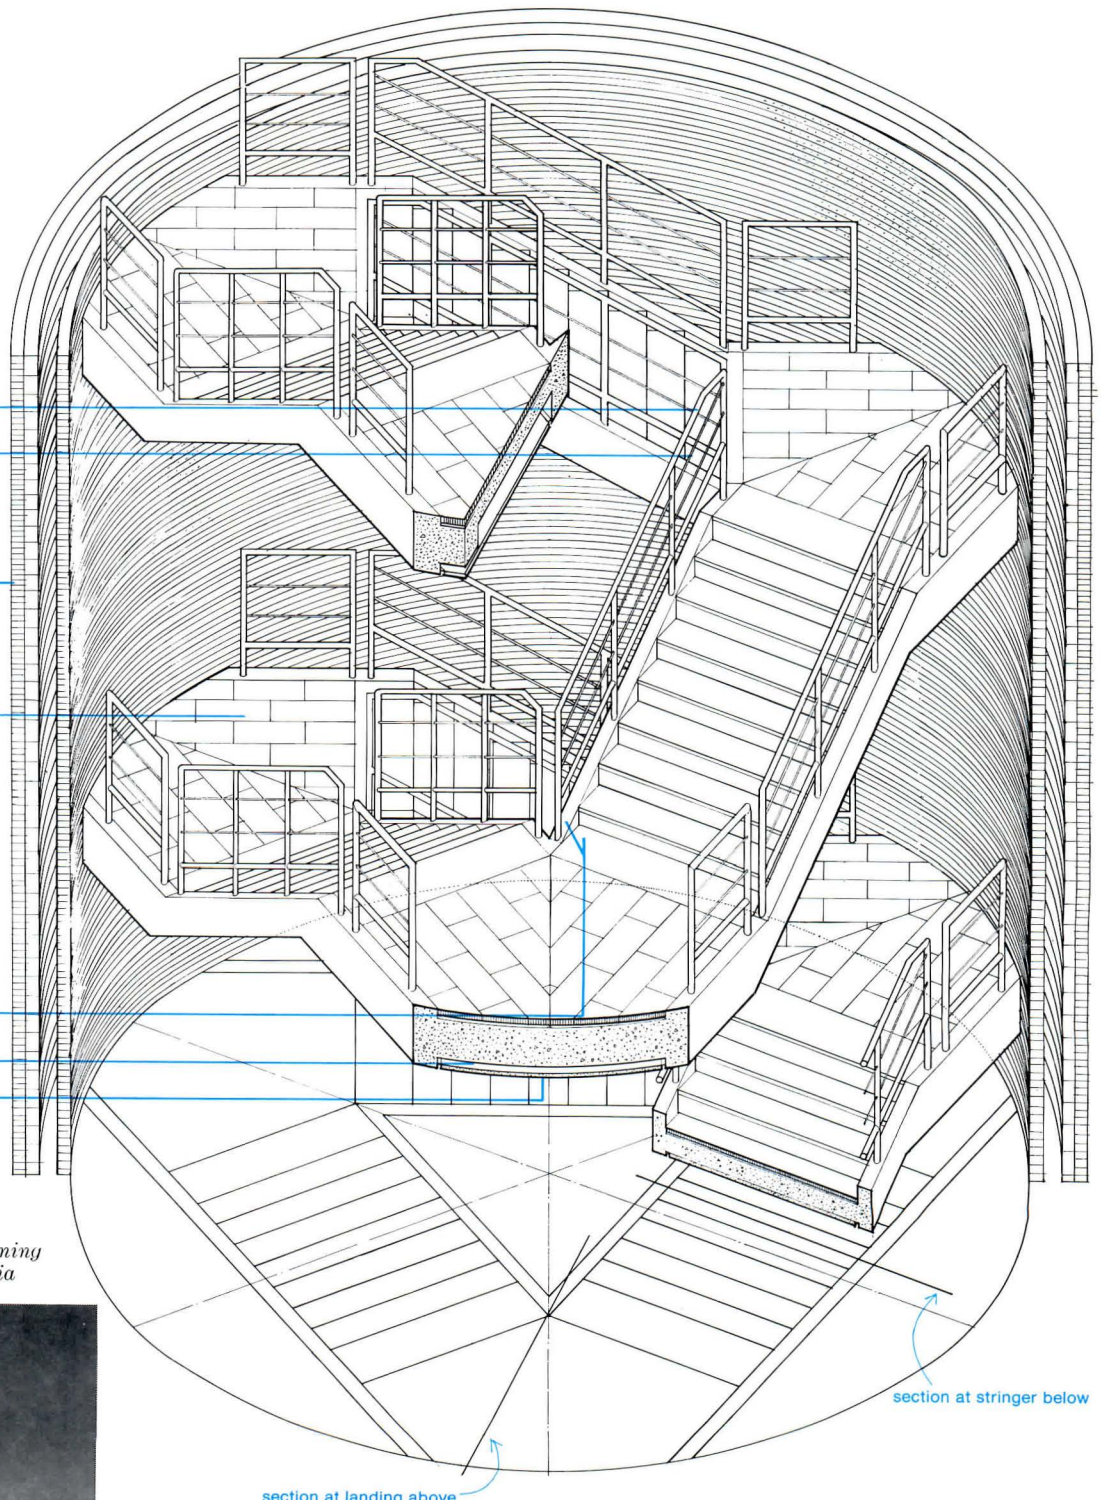 section at stringer below
section at landing above